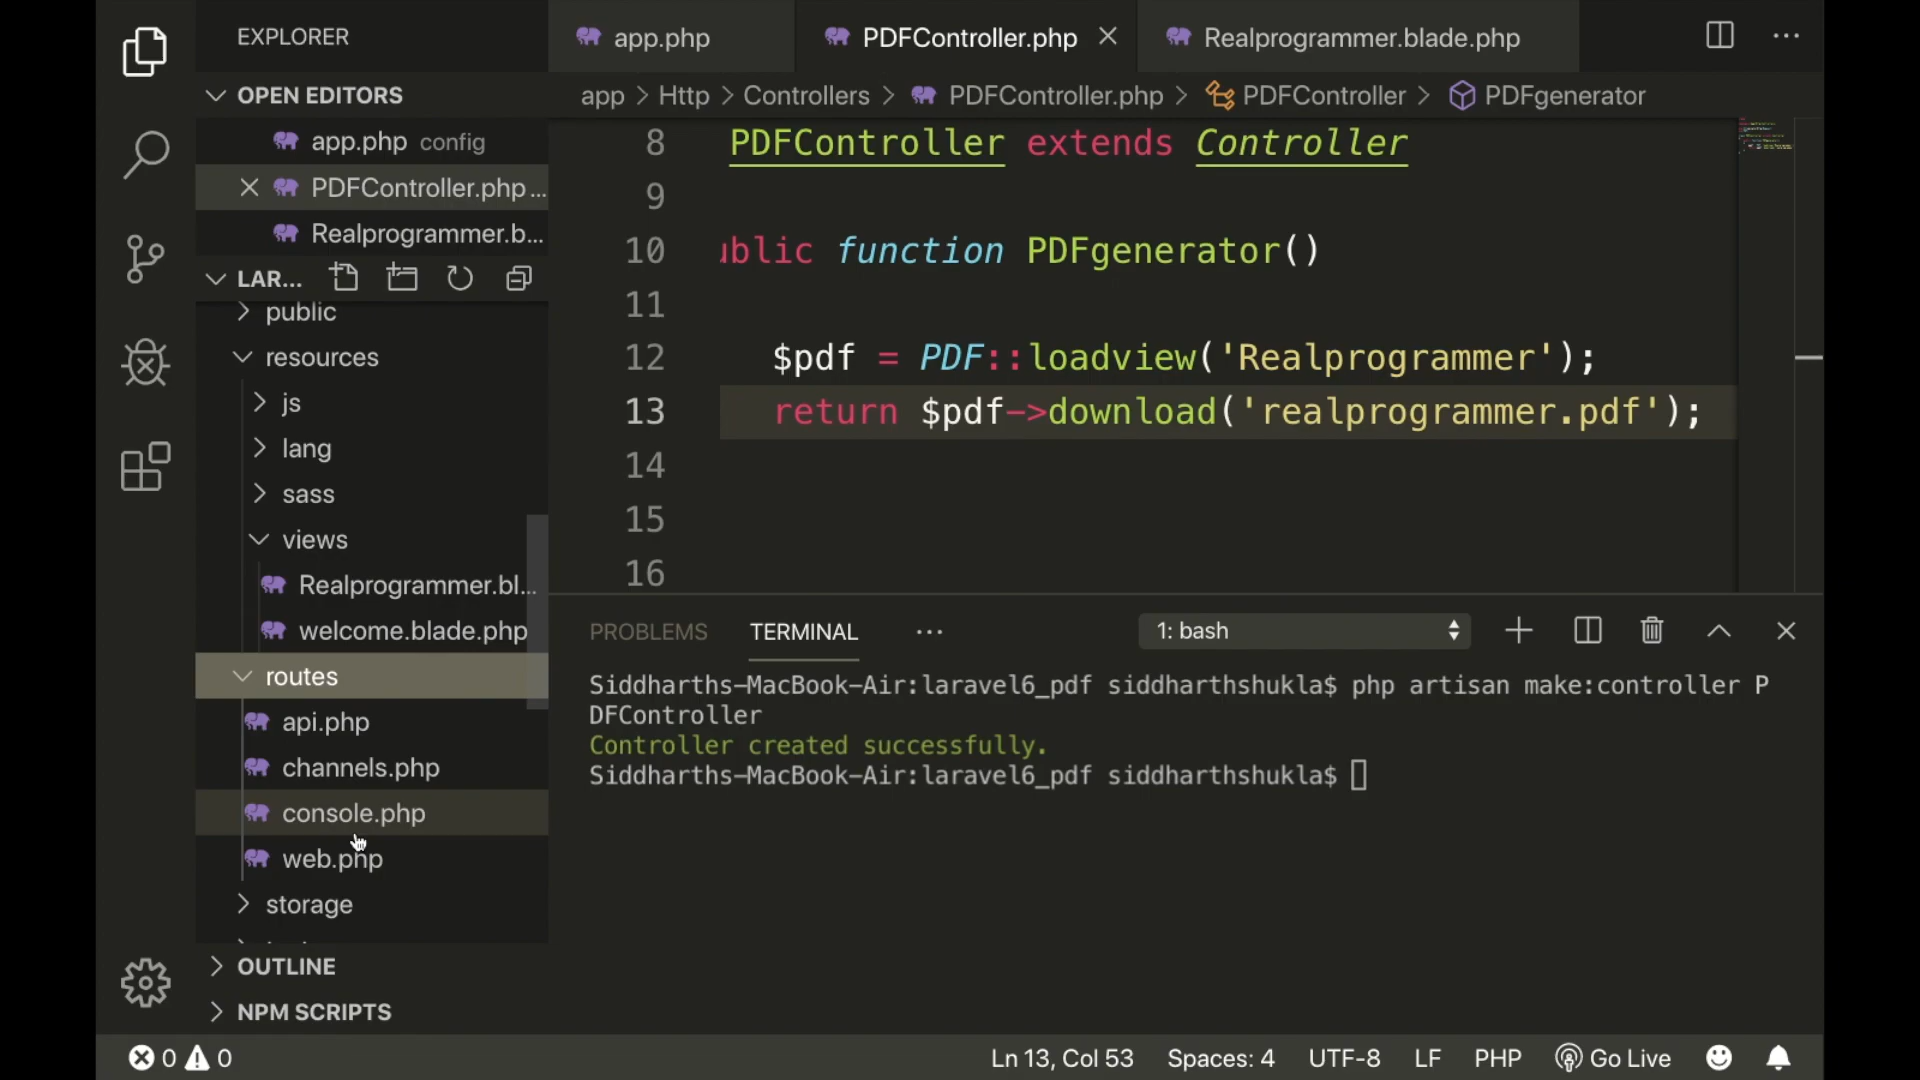 EXPLORER
app.php
PDFController.php
Realprogrammer.blade.php
OPEN EDITORS
app > Http > Controllers > PDFController.php > PDFController > PDFgenerator
app.php config
PDFController.php ...
Realprogrammer.b...
LAR...
public
resources
js
lang
sass
views
Realprogrammer.bl...
welcome.blade.php
routes
api.php
channels.php
console.php
web.php
storage
OUTLINE
NPM SCRIPTS
8 PDFController extends Controller
9
10 ublic function PDFgenerator()
11
12 $pdf = PDF::loadview('Realprogrammer');
13 return $pdf->download('realprogrammer.pdf');
14
15
16
PROBLEMS TERMINAL ... 1: bash
Siddharths-MacBook-Air:laravel6_pdf siddharthshukla$ php artisan make:controller P
DFController
Controller created successfully.
Siddharths-MacBook-Air:laravel6_pdf siddharthshukla$
0 0 Ln 13, Col 53 Spaces: 4 UTF-8 LF PHP Go Live